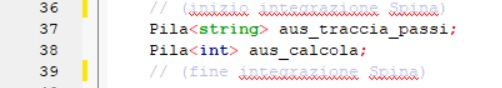 36 // (inizio integrazione Spina)
37 Pila<string> aus_traccia_passi;
38 Pila<int> aus_calcola;
39 // (fine integrazione Spina)